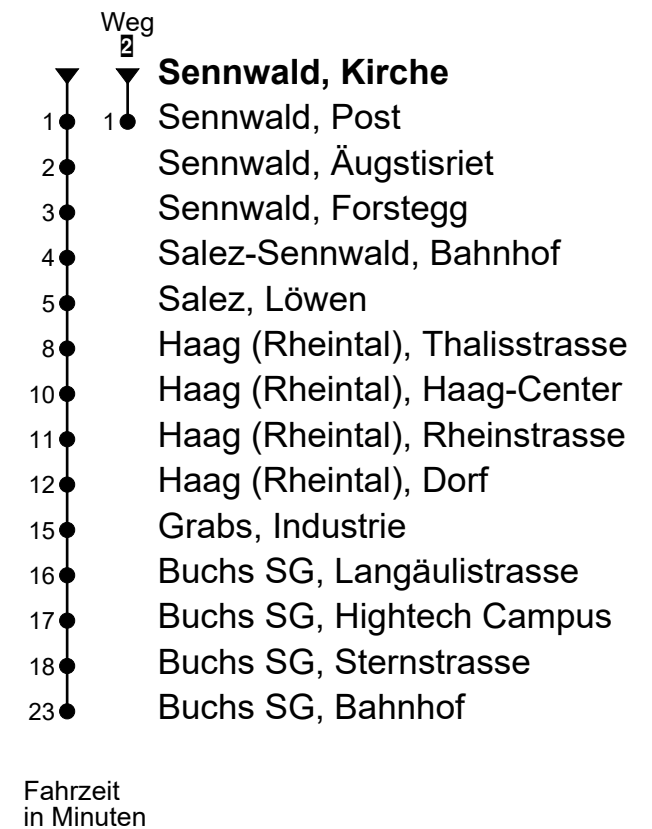 Weg
2
Sennwald, Kirche
1 1 Sennwald, Post
2 Sennwald, Äugstisriet
3 Sennwald, Forstegg
4 Salez-Sennwald, Bahnhof
5 Salez, Löwen
8 Haag (Rheintal), Thalisstrasse
10 Haag (Rheintal), Haag-Center
11 Haag (Rheintal), Rheinstrasse
12 Haag (Rheintal), Dorf
15 Grabs, Industrie
16 Buchs SG, Langäulistrasse
17 Buchs SG, Hightech Campus
18 Buchs SG, Sternstrasse
23 Buchs SG, Bahnhof
Fahrzeit
in Minuten